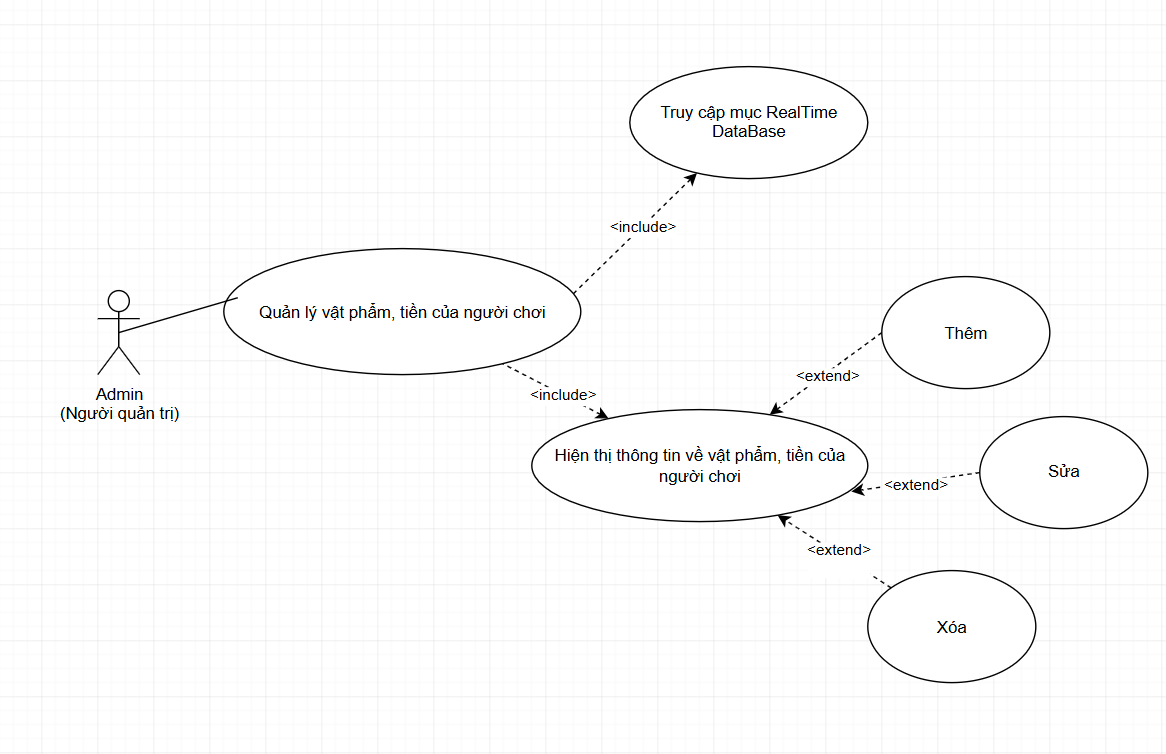 Truy cập mục RealTime
DataBase
<include>
Quản lý vật phẩm, tiền của người chơi
Admin
(Người quản trị)
<include>
Thêm
<extend>
Hiện thị thông tin về vật phẩm, tiền của
người chơi
Sửa
<extend>
<extend>
Xóa